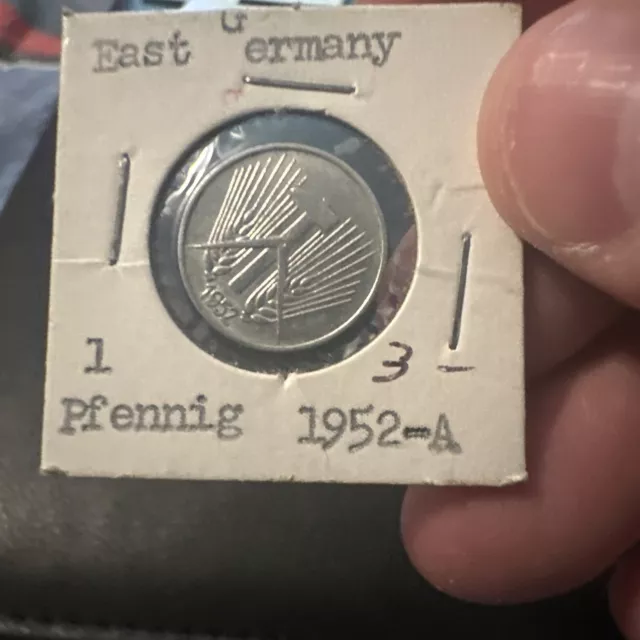 East Germany
1952
1
3-
Pfennig 1952-A